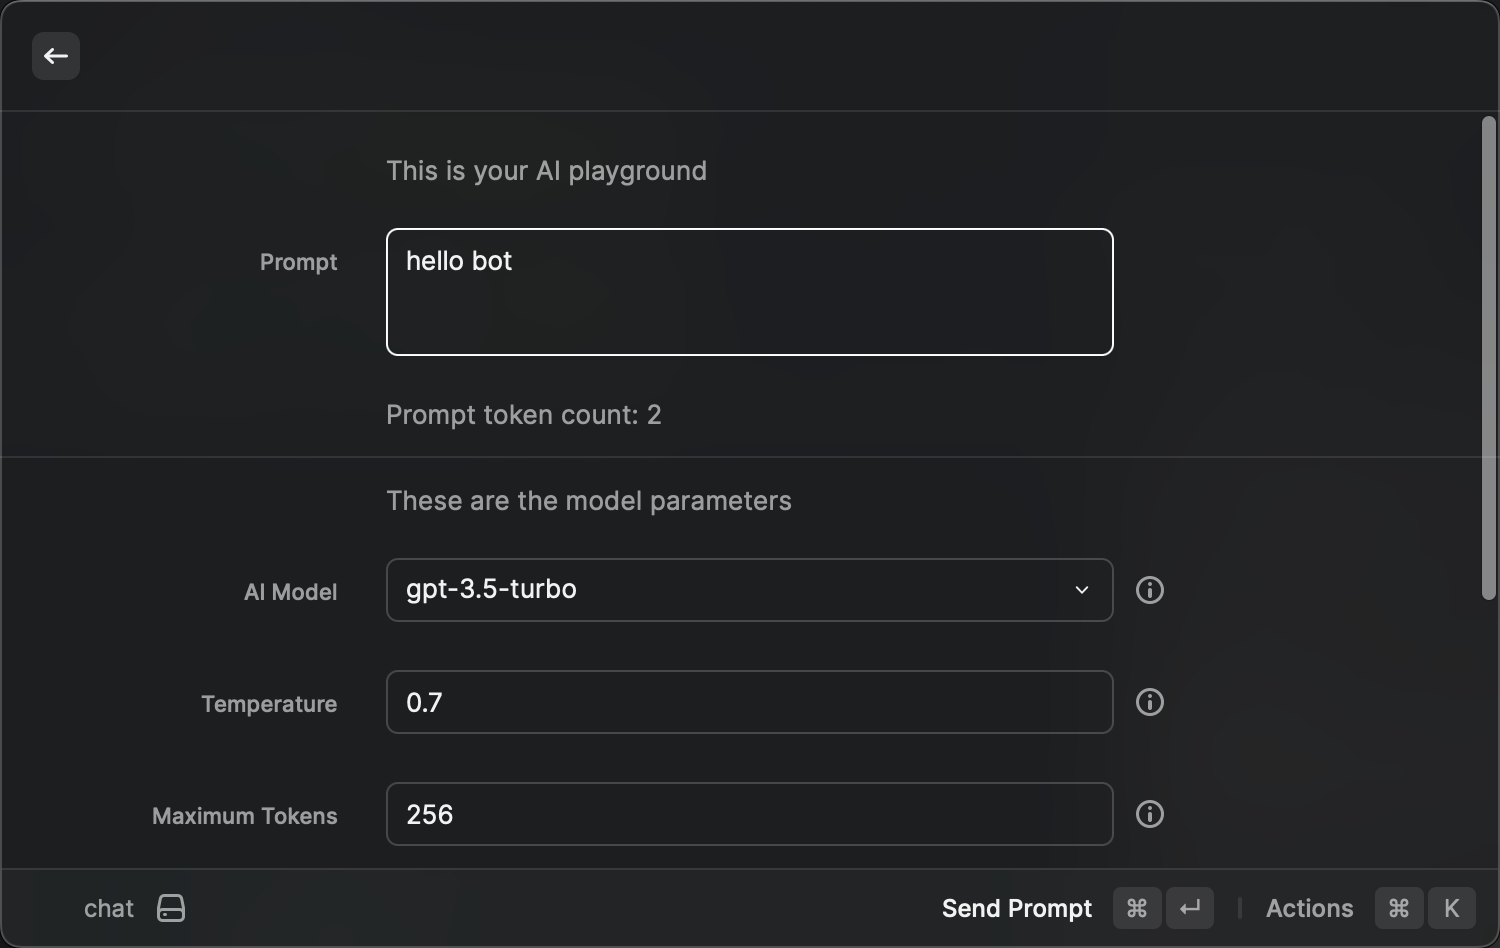 This is your AI playground
Prompt
hello bot
Prompt token count: 2
These are the model parameters
AI Model
gpt-3.5-turbo
Temperature
0.7
Maximum Tokens
256
chat
Send Prompt ⌘ ↵ | Actions ⌘ K